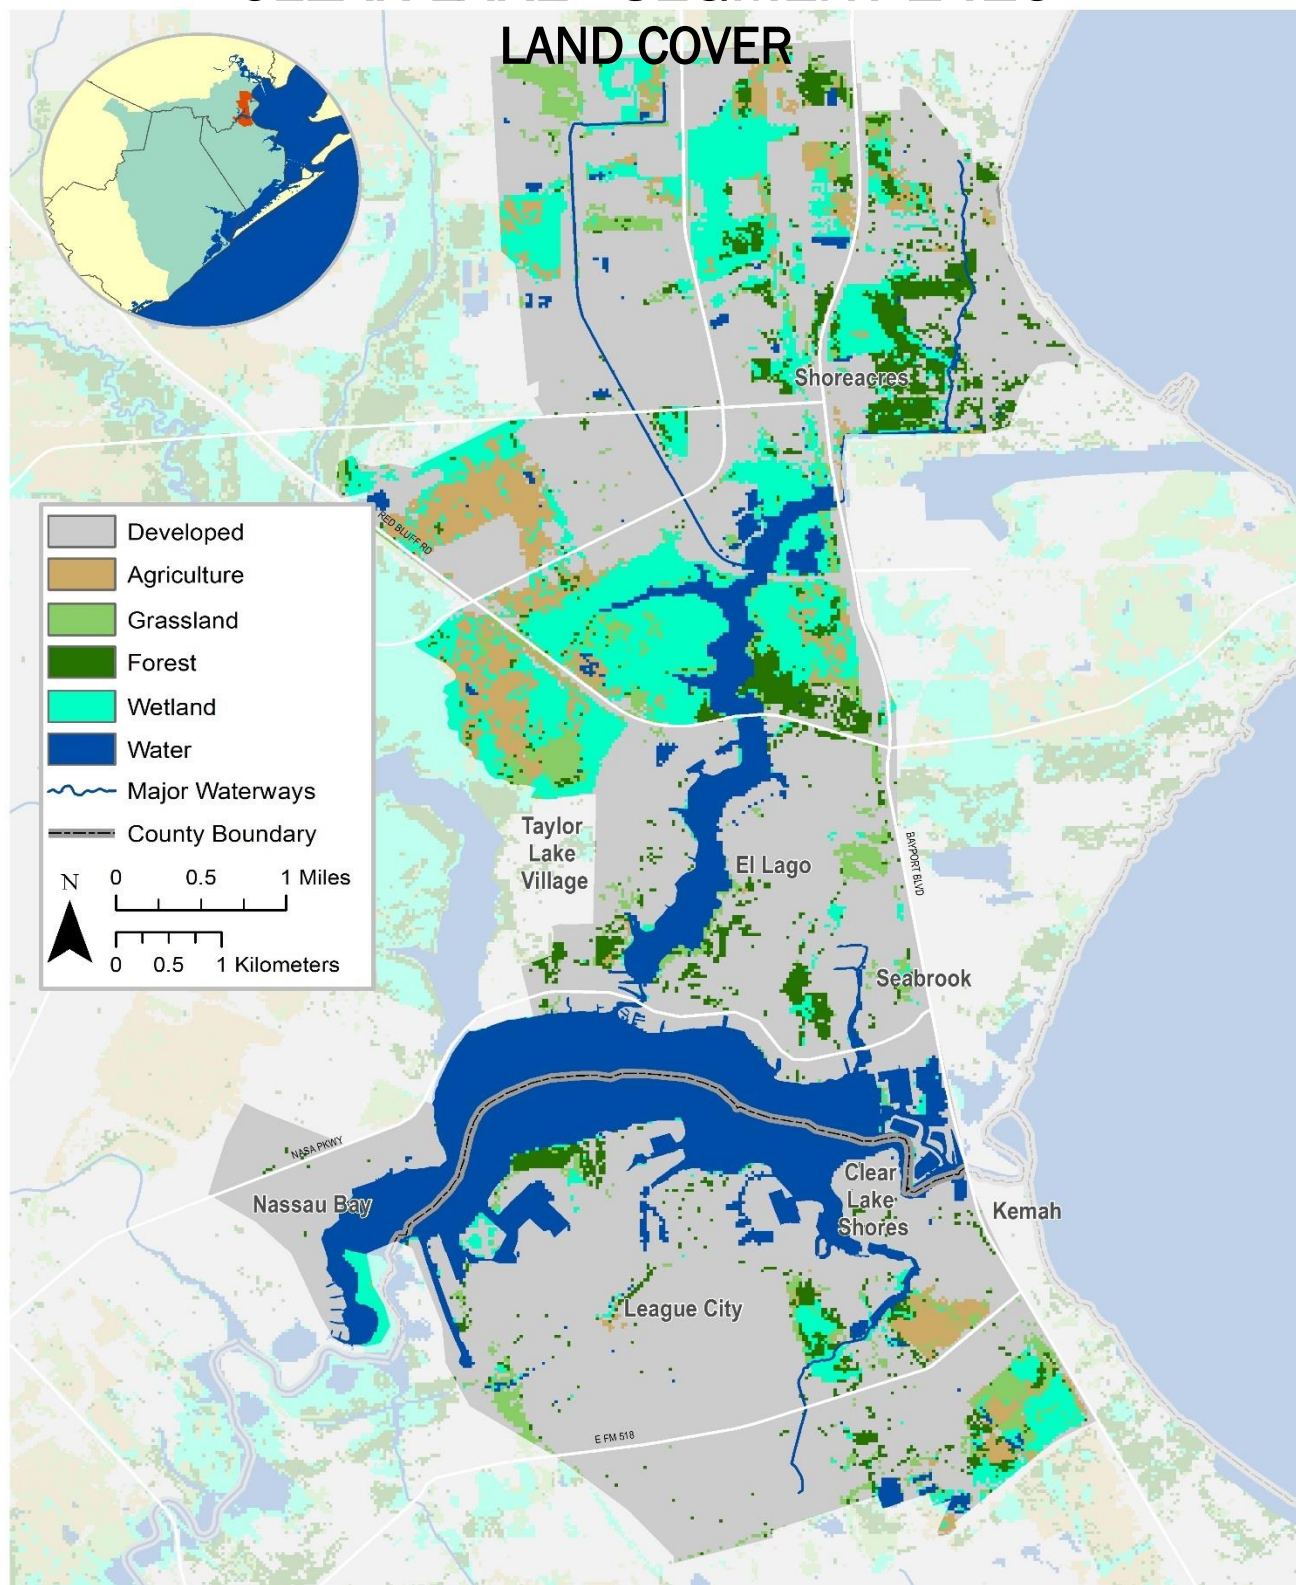 LAND COVER
Shoreacres
RED BLUFF RD
Developed
Agriculture
Grassland
Forest
Wetland
Water
Major Waterways
County Boundary
N
0 0.5 1 Miles
0 0.5 1 Kilometers
Taylor
Lake
Village
El Lago
BAYPORT BLVD
Seabrook
NASA PKWY
Nassau Bay
Clear
Lake
Shores
Kemah
League City
E FM 518